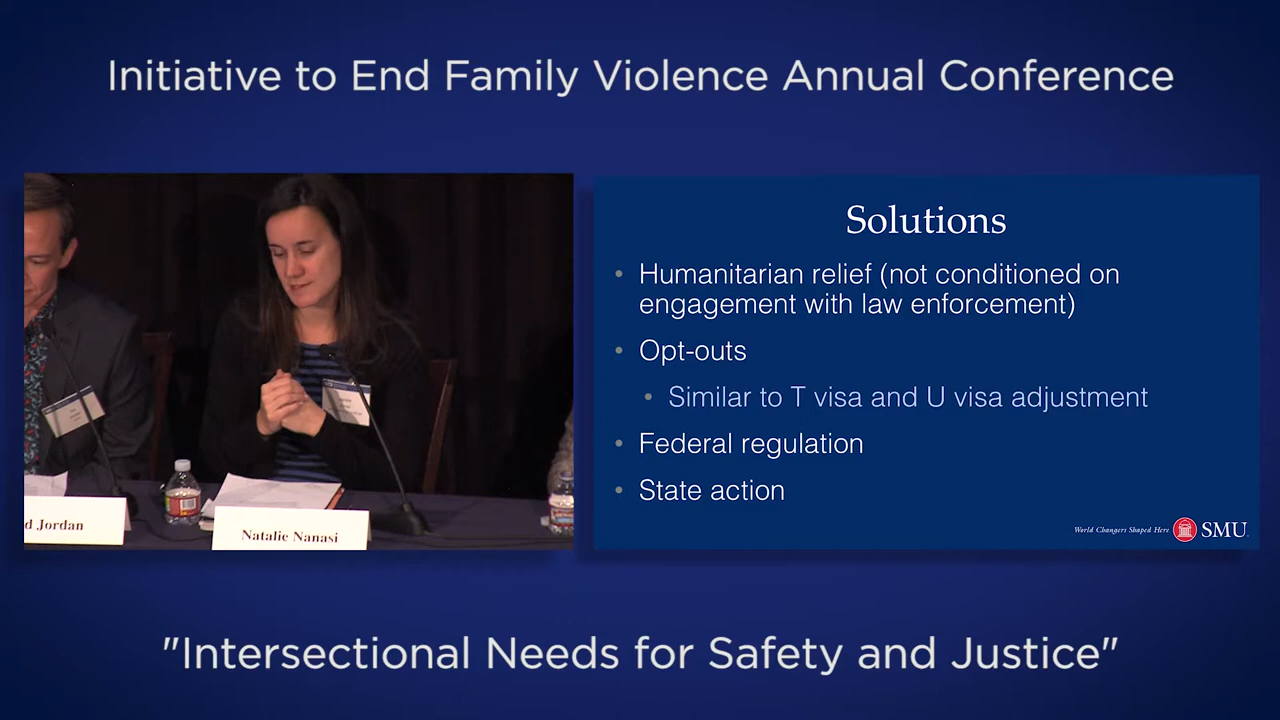 Initiative to End Family Violence Annual Conference
Solutions
• Humanitarian relief (not conditioned on
engagement with law enforcement)
• Opt-outs
• Similar to T visa and U visa adjustment
• Federal regulation
• State action
World Changers Shaped Here SMU
d Jordan
Natalie Nanasi
"Intersectional Needs for Safety and Justice"